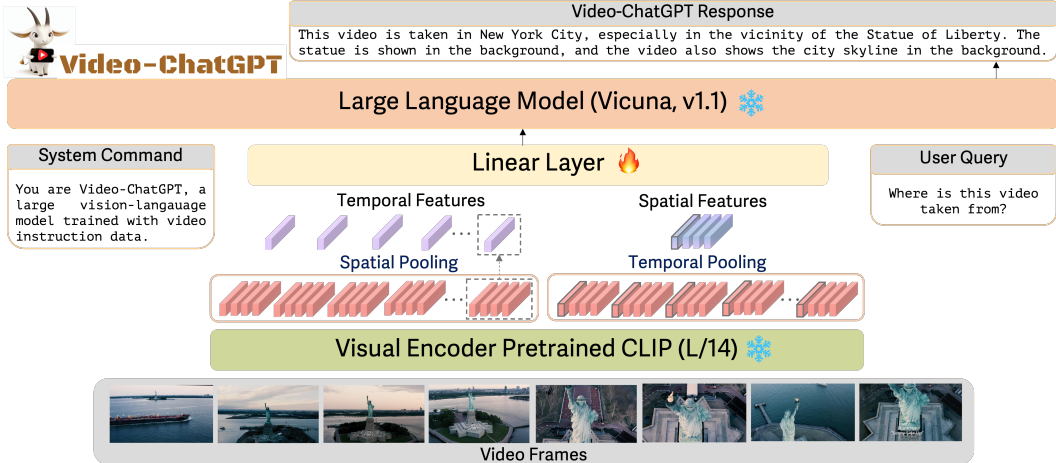 Video-ChatGPT
Video-ChatGPT Response
This video is taken in New York City, especially in the vicinity of the Statue of Liberty. The
statue is shown in the background, and the video also shows the city skyline in the background.
Large Language Model (Vicuna, v1.1)
System Command
You are Video-ChatGPT, a
large vision-langauage
model trained with video
instruction data.
Linear Layer
User Query
Where is this video
taken from?
Temporal Features
Spatial Features
Spatial Pooling
Temporal Pooling
Visual Encoder Pretrained CLIP (L/14)
Video Frames